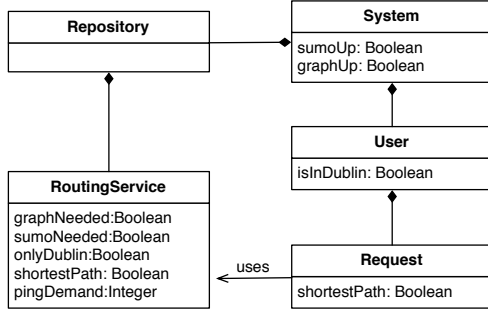 Repository
System
sumoUp: Boolean
graphUp: Boolean
User
isInDublin: Boolean
RoutingService
graphNeeded:Boolean
sumoNeeded:Boolean
onlyDublin:Boolean
shortestPath: Boolean
pingDemand:Integer
uses
Request
shortestPath: Boolean